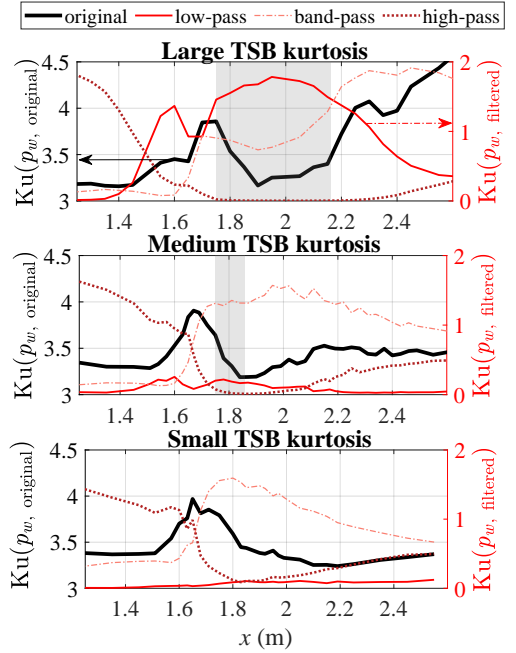 original low-pass band-pass high-pass
Large TSB kurtosis
Ku(p_w, original)
4.5
4
3.5
3
2
1
0
Ku(p_w, filtered)
1.4 1.6 1.8 2 2.2 2.4
Medium TSB kurtosis
Ku(p_w, original)
4.5
4
3.5
3
2
1
0
Ku(p_w, filtered)
1.4 1.6 1.8 2 2.2 2.4
Small TSB kurtosis
Ku(p_w, original)
4.5
4
3.5
3
2
1
0
Ku(p_w, filtered)
1.4 1.6 1.8 2 2.2 2.4
x (m)